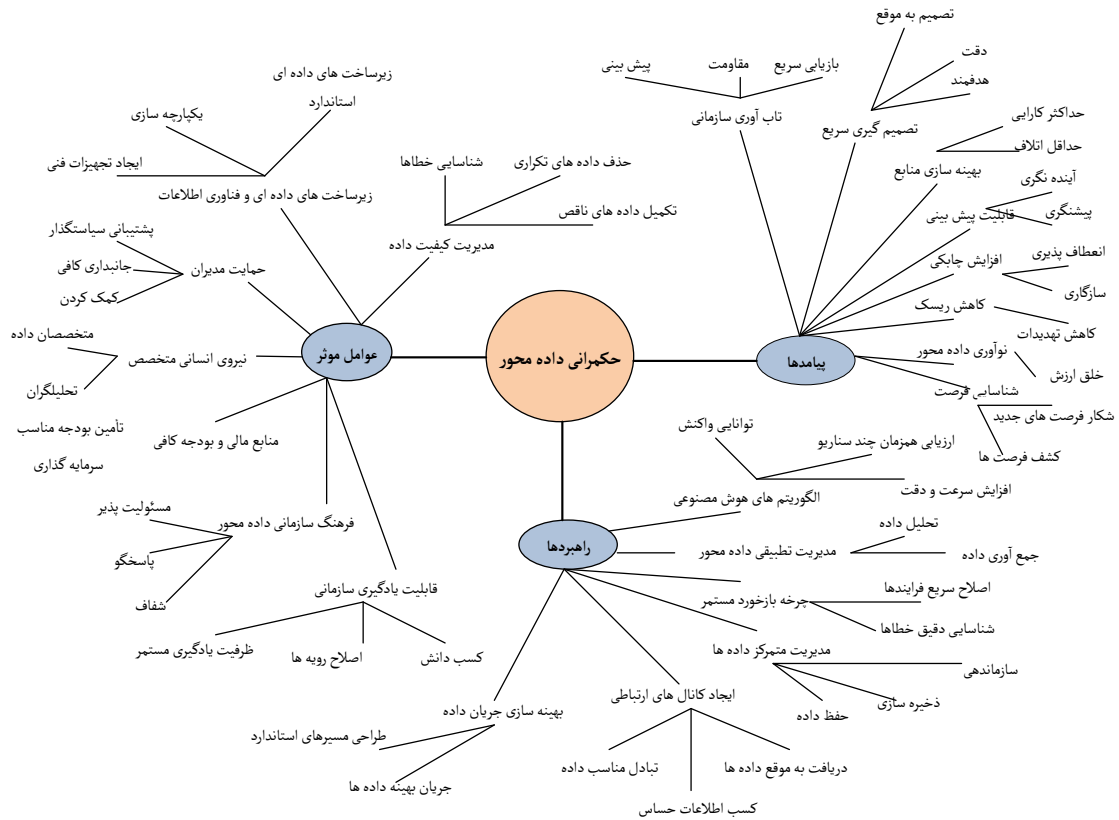 حکمرانی داده محور
عوامل موثر
مدیریت کیفیت داده
شناسایی خطاها
حذف داده های تکراری
تکمیل داده های ناقص
زیرساخت های داده ای و فناوری اطلاعات
زیرساخت های داده ای
استاندارد
یکپارچه سازی
ایجاد تجهیزات فنی
حمایت مدیران
پشتیبانی سیاستگذار
جانبداری کافی
کمک کردن
نیروی انسانی متخصص
متخصصان داده
تحلیلگران
منابع مالی و بودجه کافی
تأمین بودجه مناسب
سرمایه گذاری
فرهنگ سازمانی داده محور
مسئولیت پذیر
پاسخگو
شفاف
قابلیت یادگیری سازمانی
ظرفیت یادگیری مستمر
اصلاح رویه ها
کسب دانش
پیامدها
تاب آوری سازمانی
پیش بینی
مقاومت
بازیابی سریع
تصمیم گیری سریع
تصمیم به موقع
دقت
هدفمند
بهینه سازی منابع
حداکثر کارایی
حداقل اتلاف
قابلیت پیش بینی
آینده نگری
پیشنگری
افزایش چابکی
انعطاف پذیری
سازگاری
کاهش ریسک
کاهش تهدیدات
نوآوری داده محور
خلق ارزش
شناسایی فرصت
شکار فرصت های جدید
کشف فرصت ها
راهبردها
الگوریتم های هوش مصنوعی
توانایی واکنش
ارزیابی همزمان چند سناریو
افزایش سرعت و دقت
مدیریت تطبیقی داده محور
تحلیل داده
جمع آوری داده
چرخه بازخورد مستمر
اصلاح سریع فرایندها
شناسایی دقیق خطاها
مدیریت متمرکز داده ها
سازماندهی
ذخیره سازی
حفظ داده
ایجاد کانال های ارتباطی
دریافت به موقع داده ها
کسب اطلاعات حساس
تبادل مناسب داده
بهینه سازی جریان داده
طراحی مسیرهای استاندارد
جریان بهینه داده ها